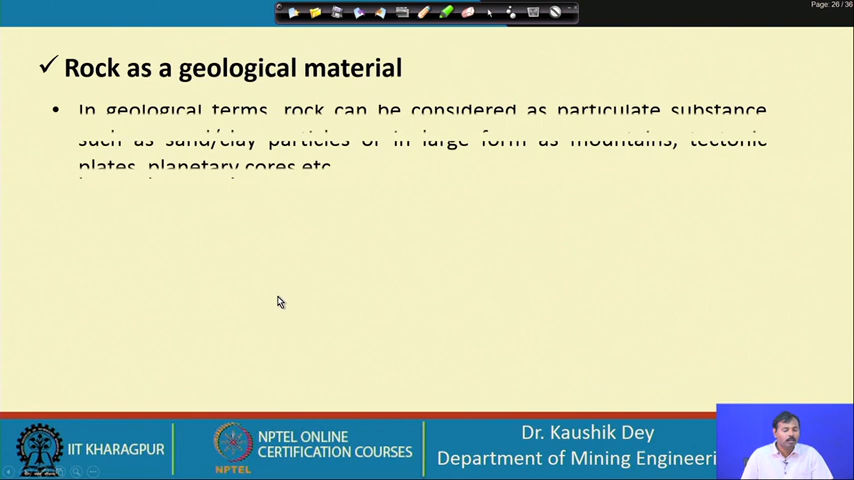 Page: 26 / 36
✓ Rock as a geological material
• In geological terms, rock can be considered as particulate substance
such as sand/clay particles or in large form as mountains, tectonic
plates, planetary cores etc
IIT KHARAGPUR
NPTEL
NPTEL ONLINE
CERTIFICATION COURSES
Dr. Kaushik Dey
Department of Mining Engineeri